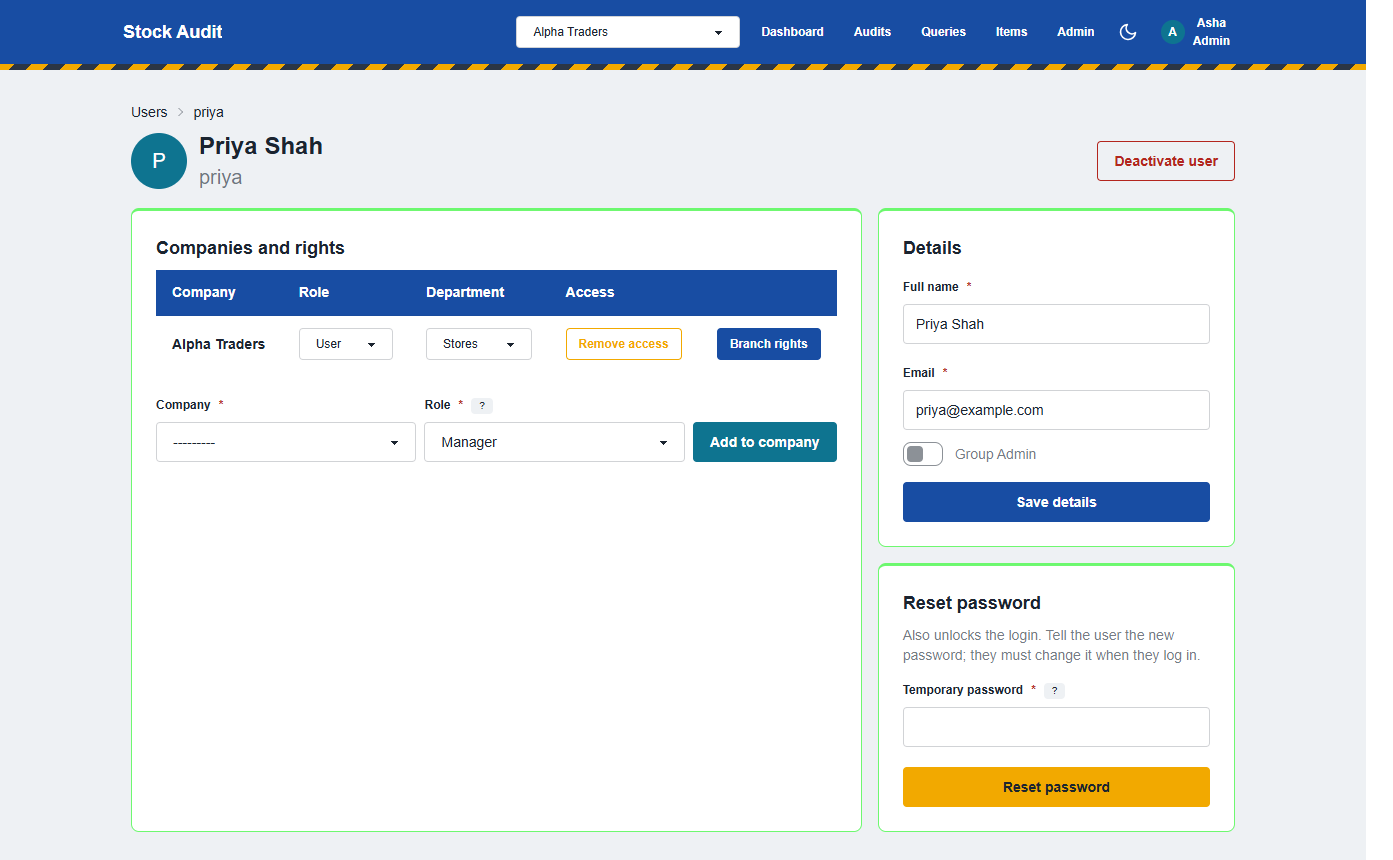 Stock Audit
Alpha Traders
Dashboard
Audits
Queries
Items
Admin
A
Asha
Admin
Users
priya
P
Priya Shah
priya
Deactivate user
Companies and rights
Company Role Department Access
Alpha Traders User Stores Remove access Branch rights
Company * Role * ?
--------- Manager Add to company
Details
Full name *
Priya Shah
Email *
priya@example.com
Group Admin
Save details
Reset password
Also unlocks the login. Tell the user the new
password; they must change it when they log in.
Temporary password * ?
Reset password